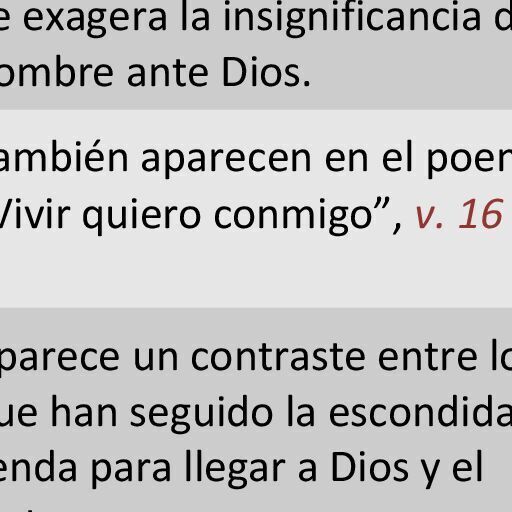 e exagera la insignificancia d
ombre ante Dios.
ambién aparecen en el poen
Vivir quiero conmigo”, v. 16
parece un contraste entre lo
ue han seguido la escondida
enda para llegar a Dios y el